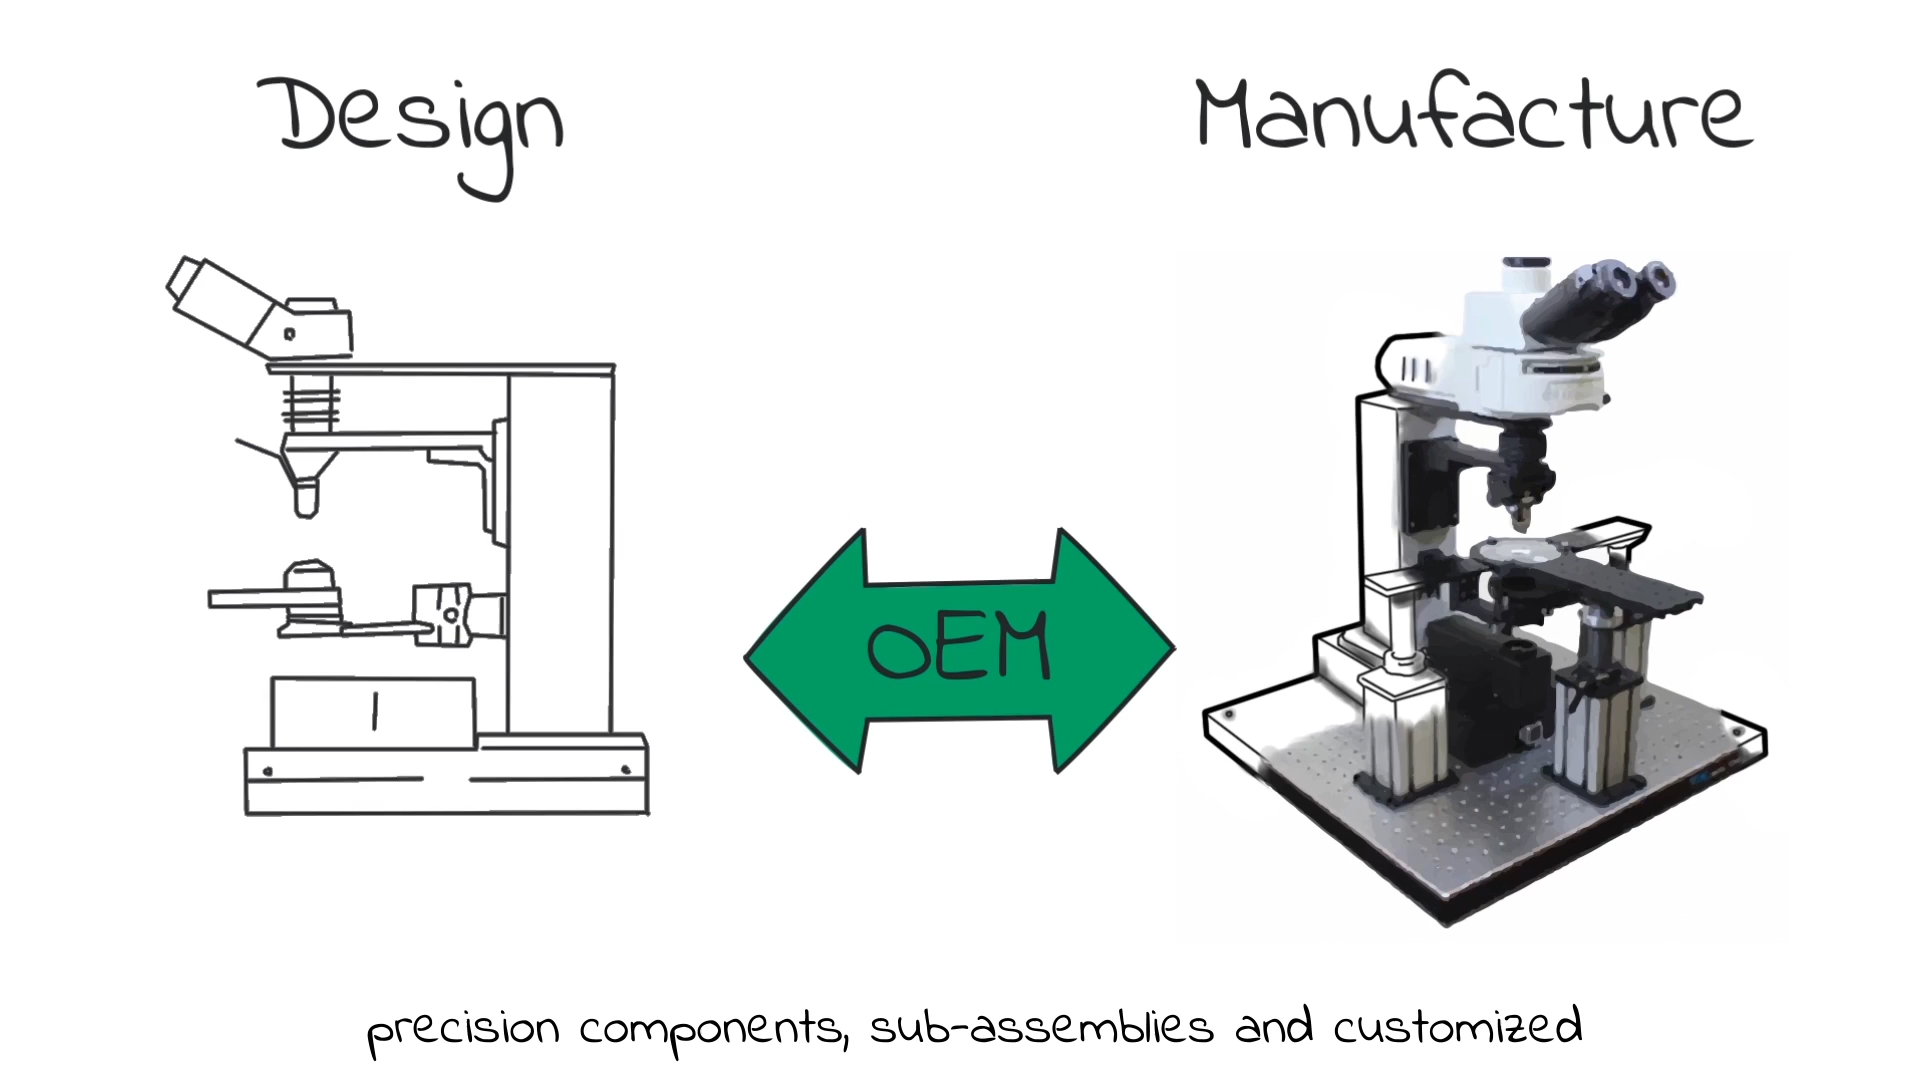 Design
Manufacture
OEM
precision components, sub-assemblies and customized